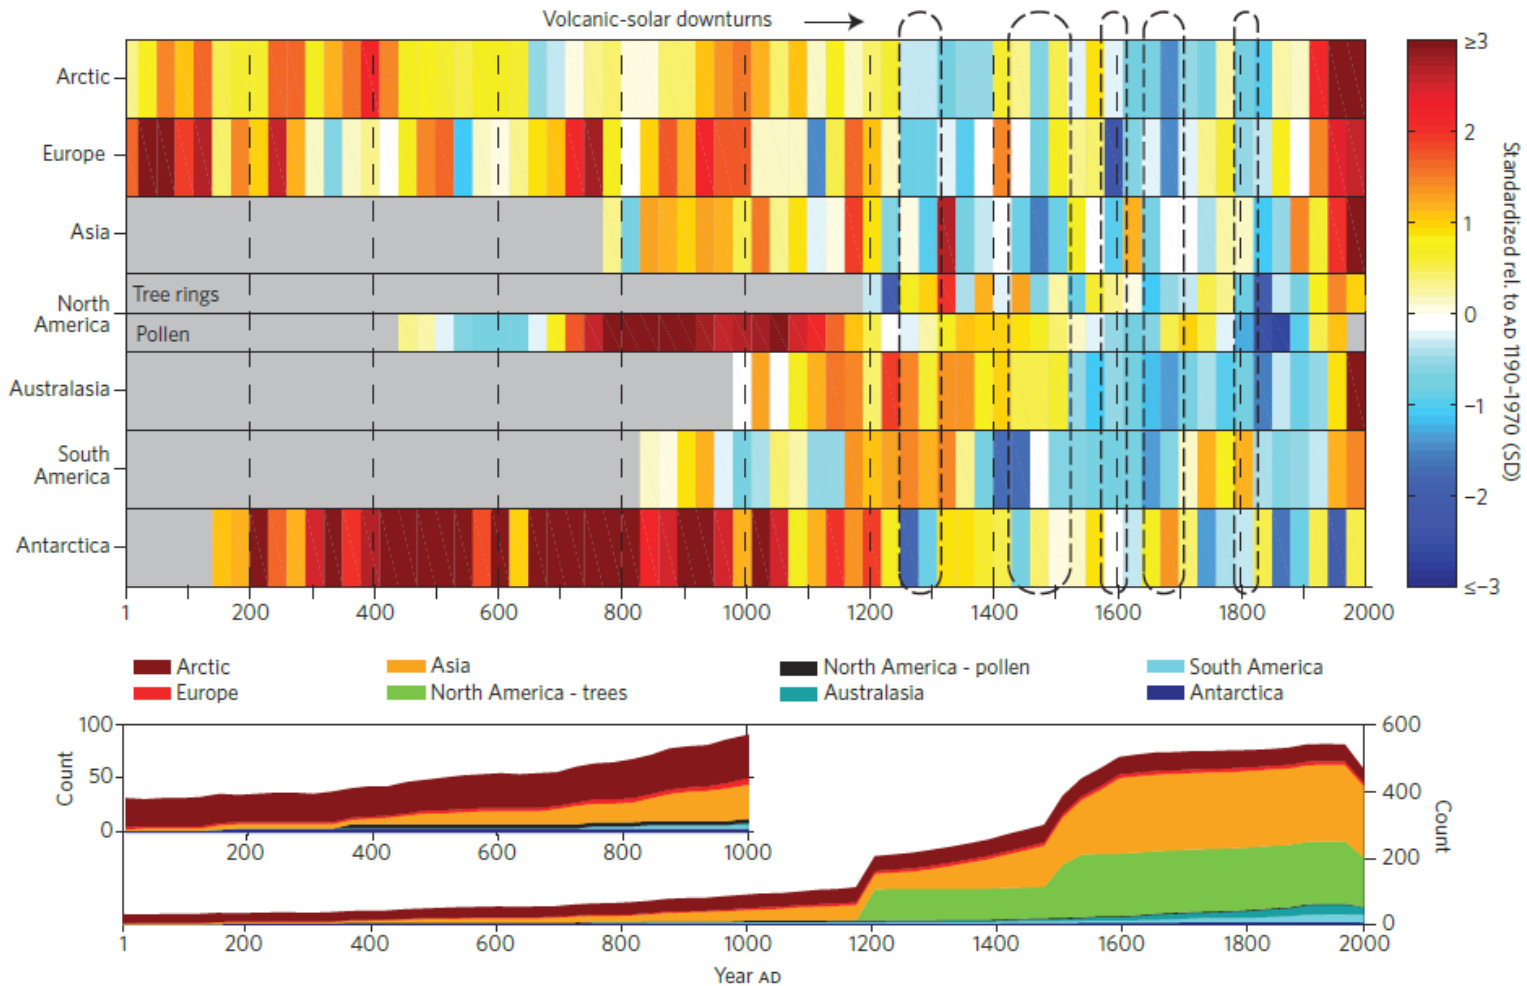 Volcanic-solar downturns
Arctic
Europe
Asia
North
America
Tree rings
Pollen
Australasia
South
America
Antarctica
1 200 400 600 800 1000 1200 1400 1600 1800 2000
≥3
2
1
0
−1
−2
≤−3
Standardized rel. to AD 1190-1970 (SD)
Arctic Asia North America - pollen South America
Europe North America - trees Australasia Antarctica
100
50
0
Count
200 400 600 800 1000
600
400
200
0
Count
1 200 400 600 800 1000 1200 1400 1600 1800 2000
Year AD